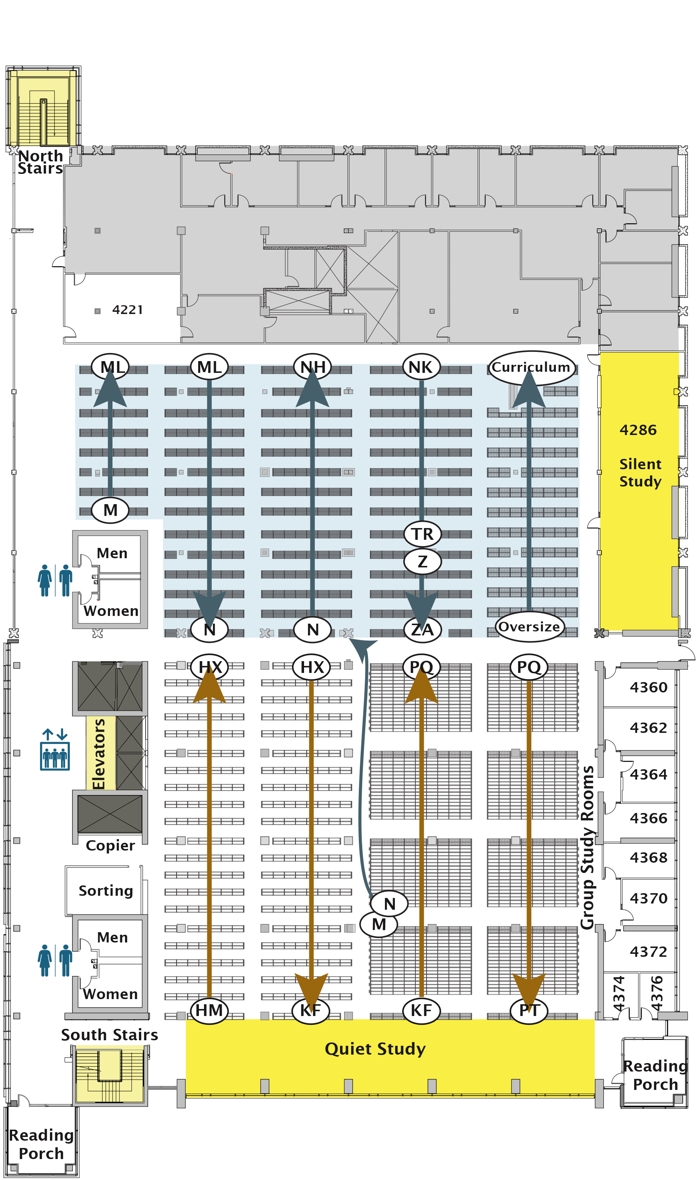 North
Stairs
4221
ML
ML
NH
NK
Curriculum
4286
Silent
Study
M
TR
Men
Z
Women
N
N
ZA
Oversize
HX
HX
PQ
PQ
4360
4362
Elevators
4364
4366
Copier
Group Study Rooms
4368
Sorting
4370
N
M
Men
4372
Women
4374
4376
HM
KF
KF
PT
South Stairs
Quiet Study
Reading
Porch
Reading
Porch